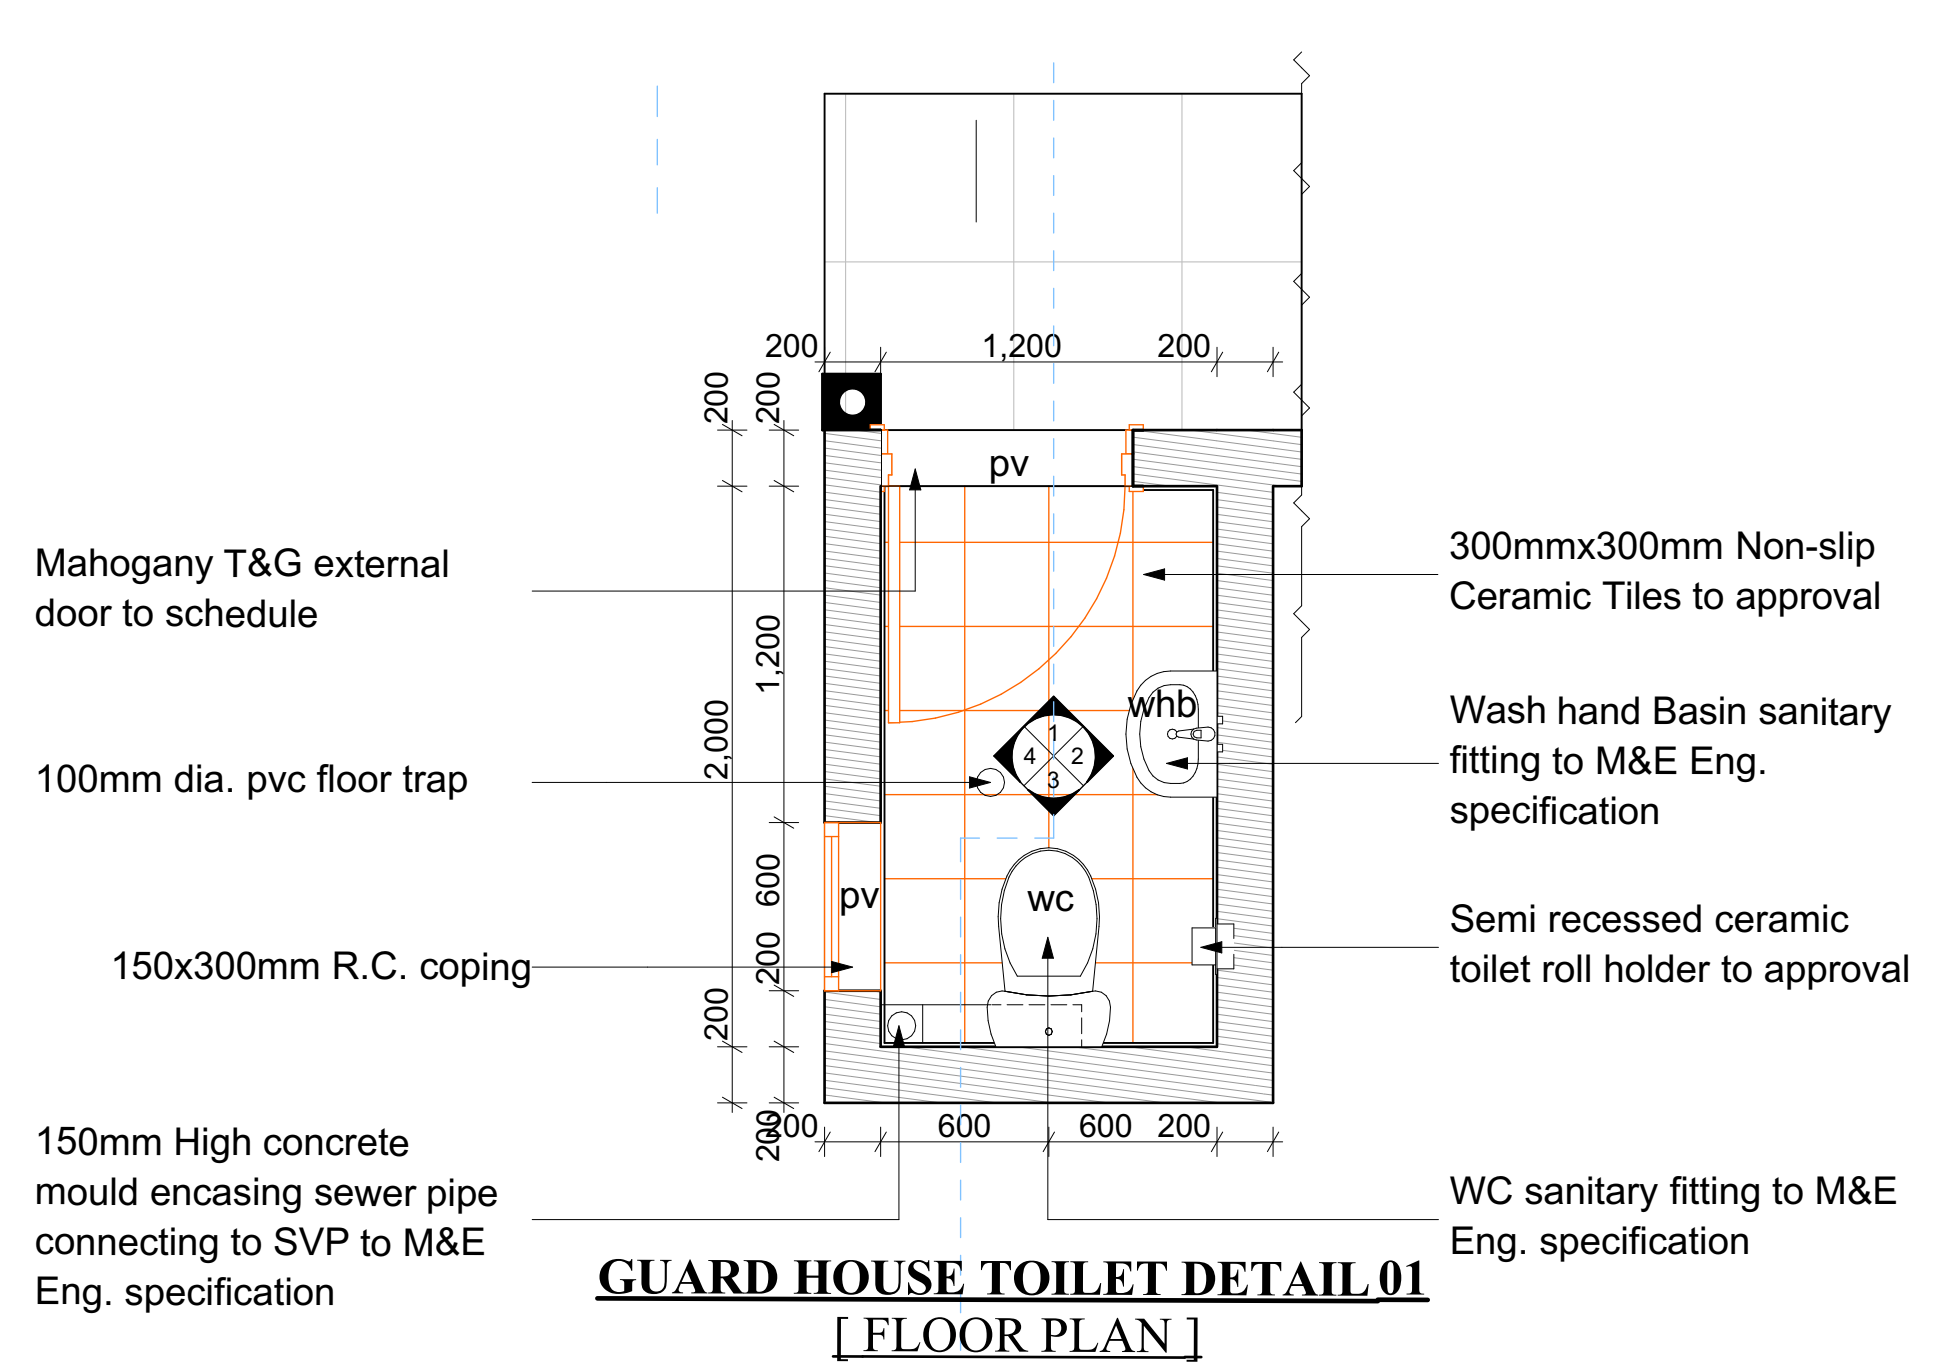 200
1,200
200
200
200
pv
Mahogany T&G external
door to schedule
300mmx300mm Non-slip
Ceramic Tiles to approval
1,200
2,000
whb
Wash hand Basin sanitary
fitting to M&E Eng.
specification
1
4
2
3
100mm dia. pvc floor trap
600
pv
wc
Semi recessed ceramic
toilet roll holder to approval
150x300mm R.C. coping
200
200
200
200
600
600
200
150mm High concrete
mould encasing sewer pipe
connecting to SVP to M&E
Eng. specification
WC sanitary fitting to M&E
Eng. specification
GUARD HOUSE TOILET DETAIL 01
[ FLOOR PLAN ]